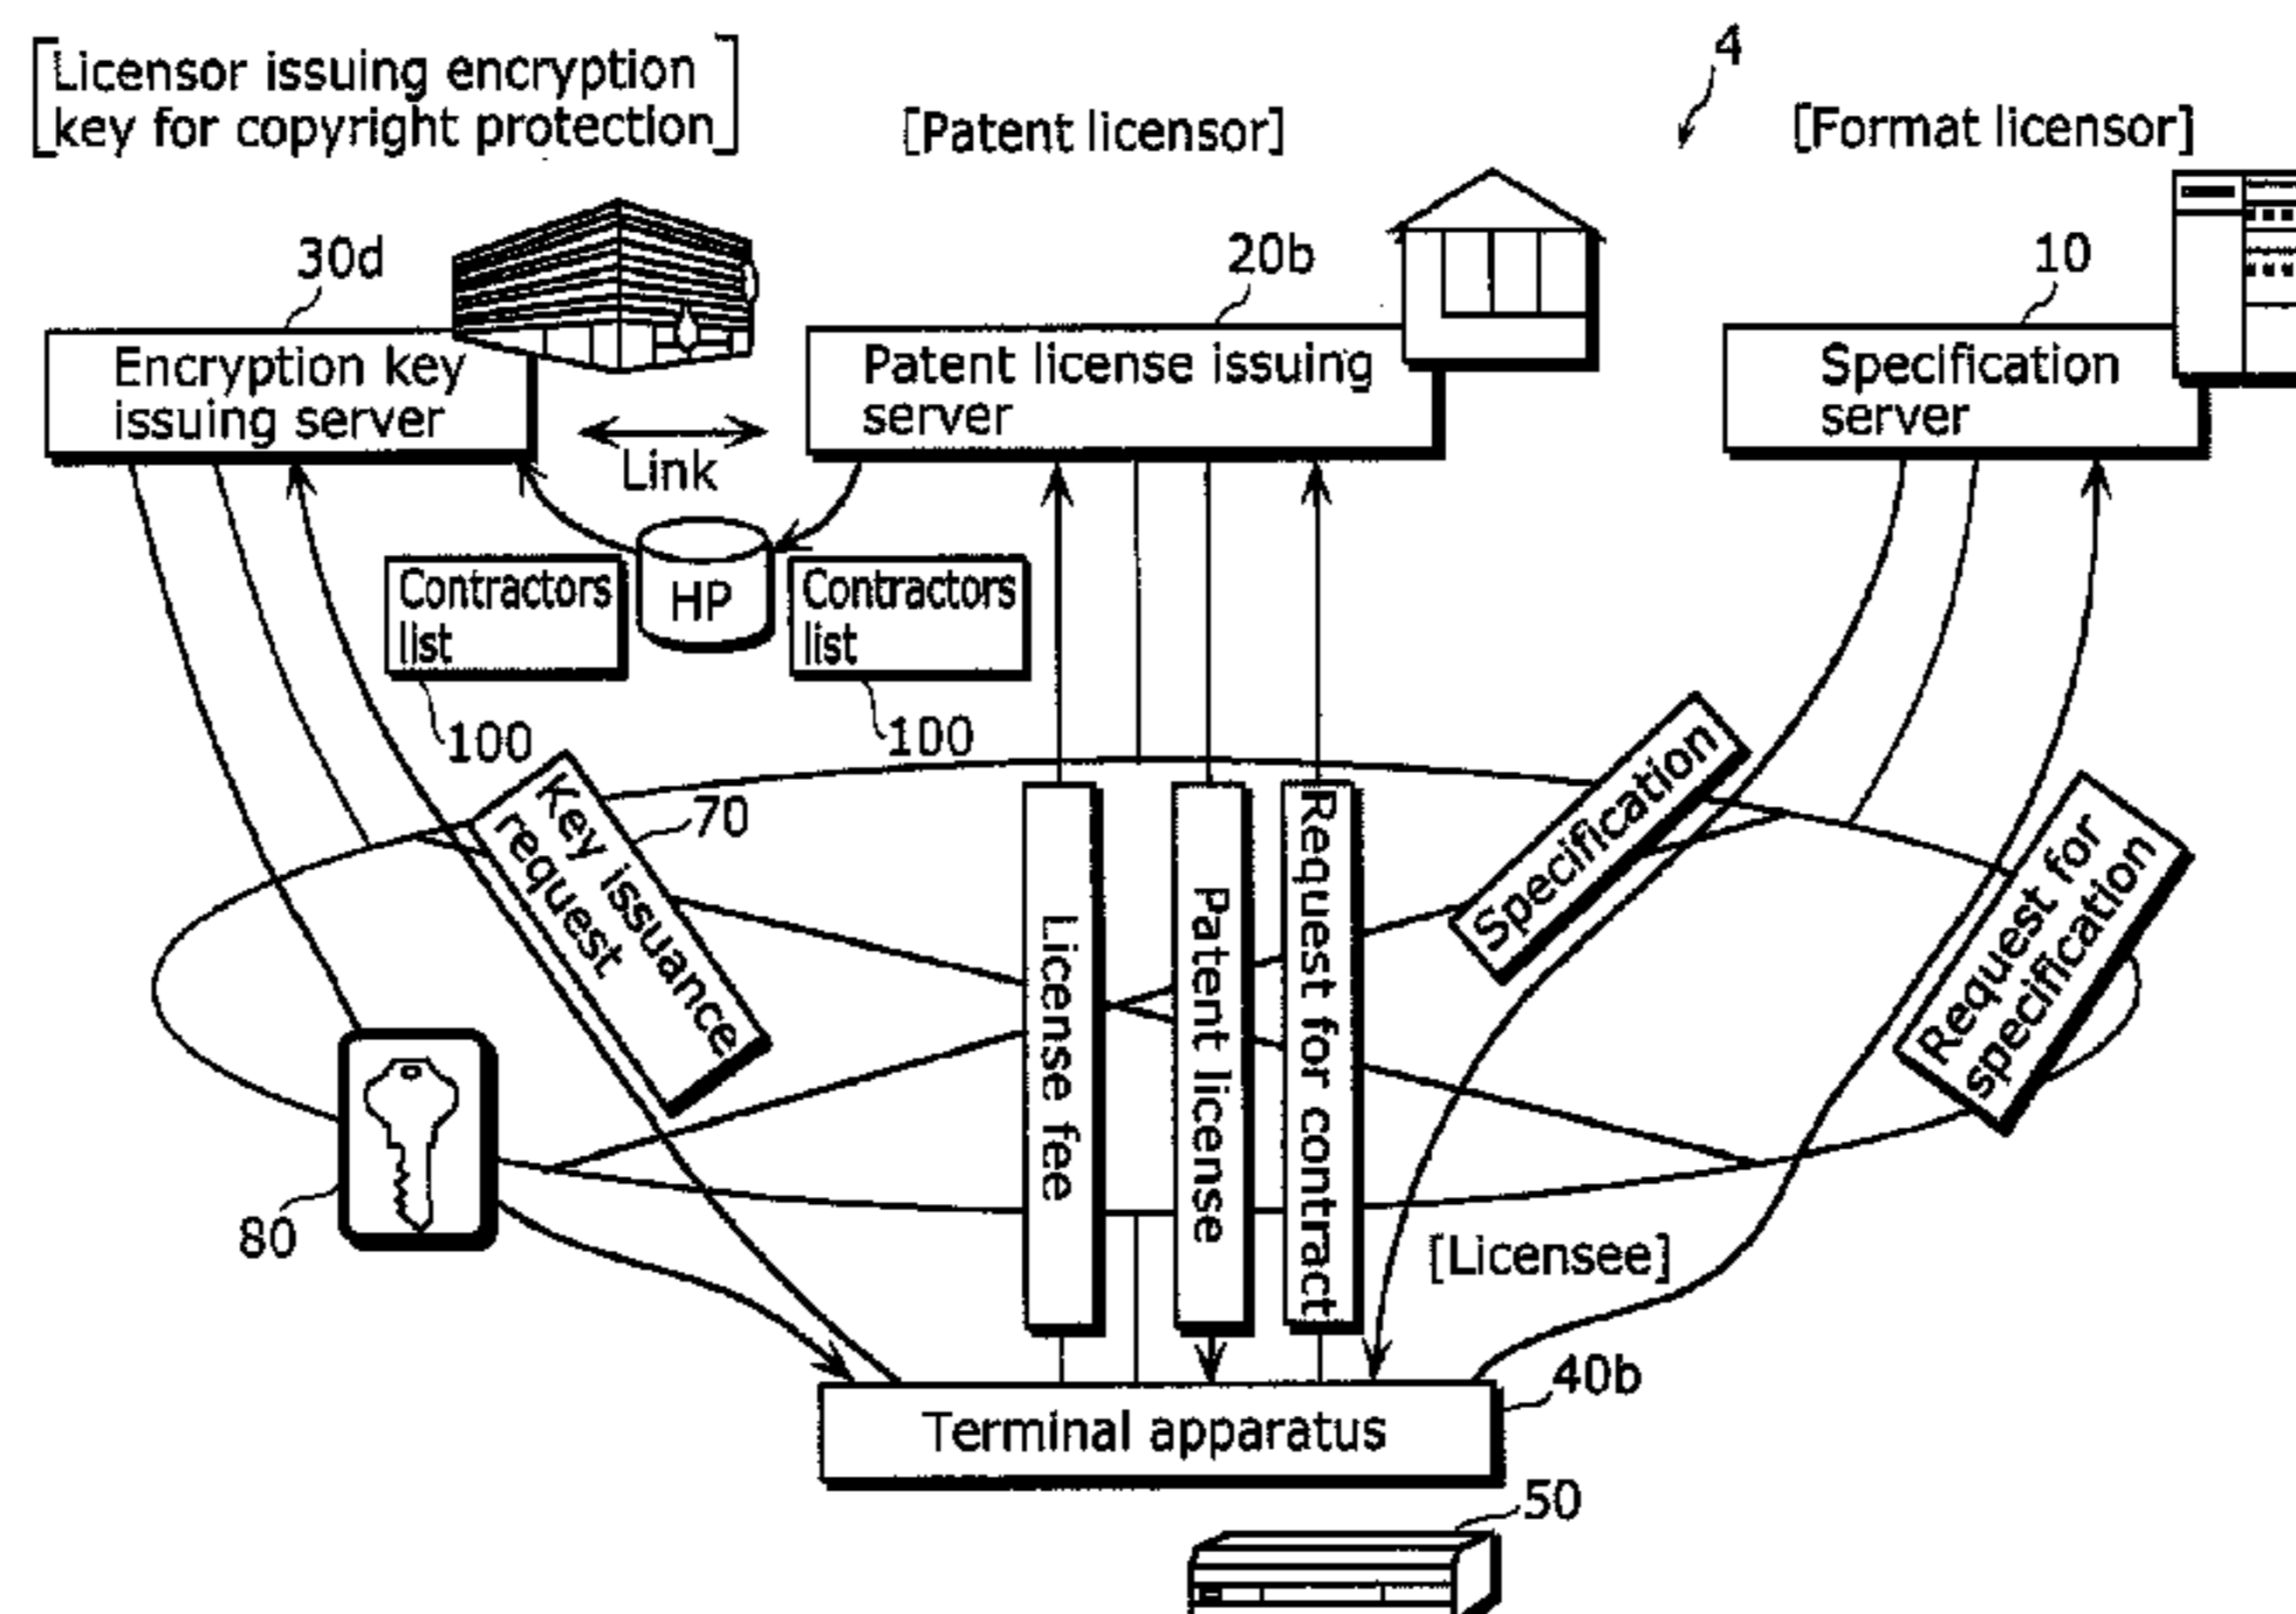 [Licensor issuing encryption
key for copyright protection]
[Patent licensor]
4
[Format licensor]
30d
20b
10
Encryption key
issuing server
Patent license issuing
server
Specification
server
Link
HP
Contractors
list
Contractors
list
100
100
Key issuance
request
70
License fee
Patent license
Request for contract
Specification
Request for
specification
80
[Licensee]
40b
Terminal apparatus
50